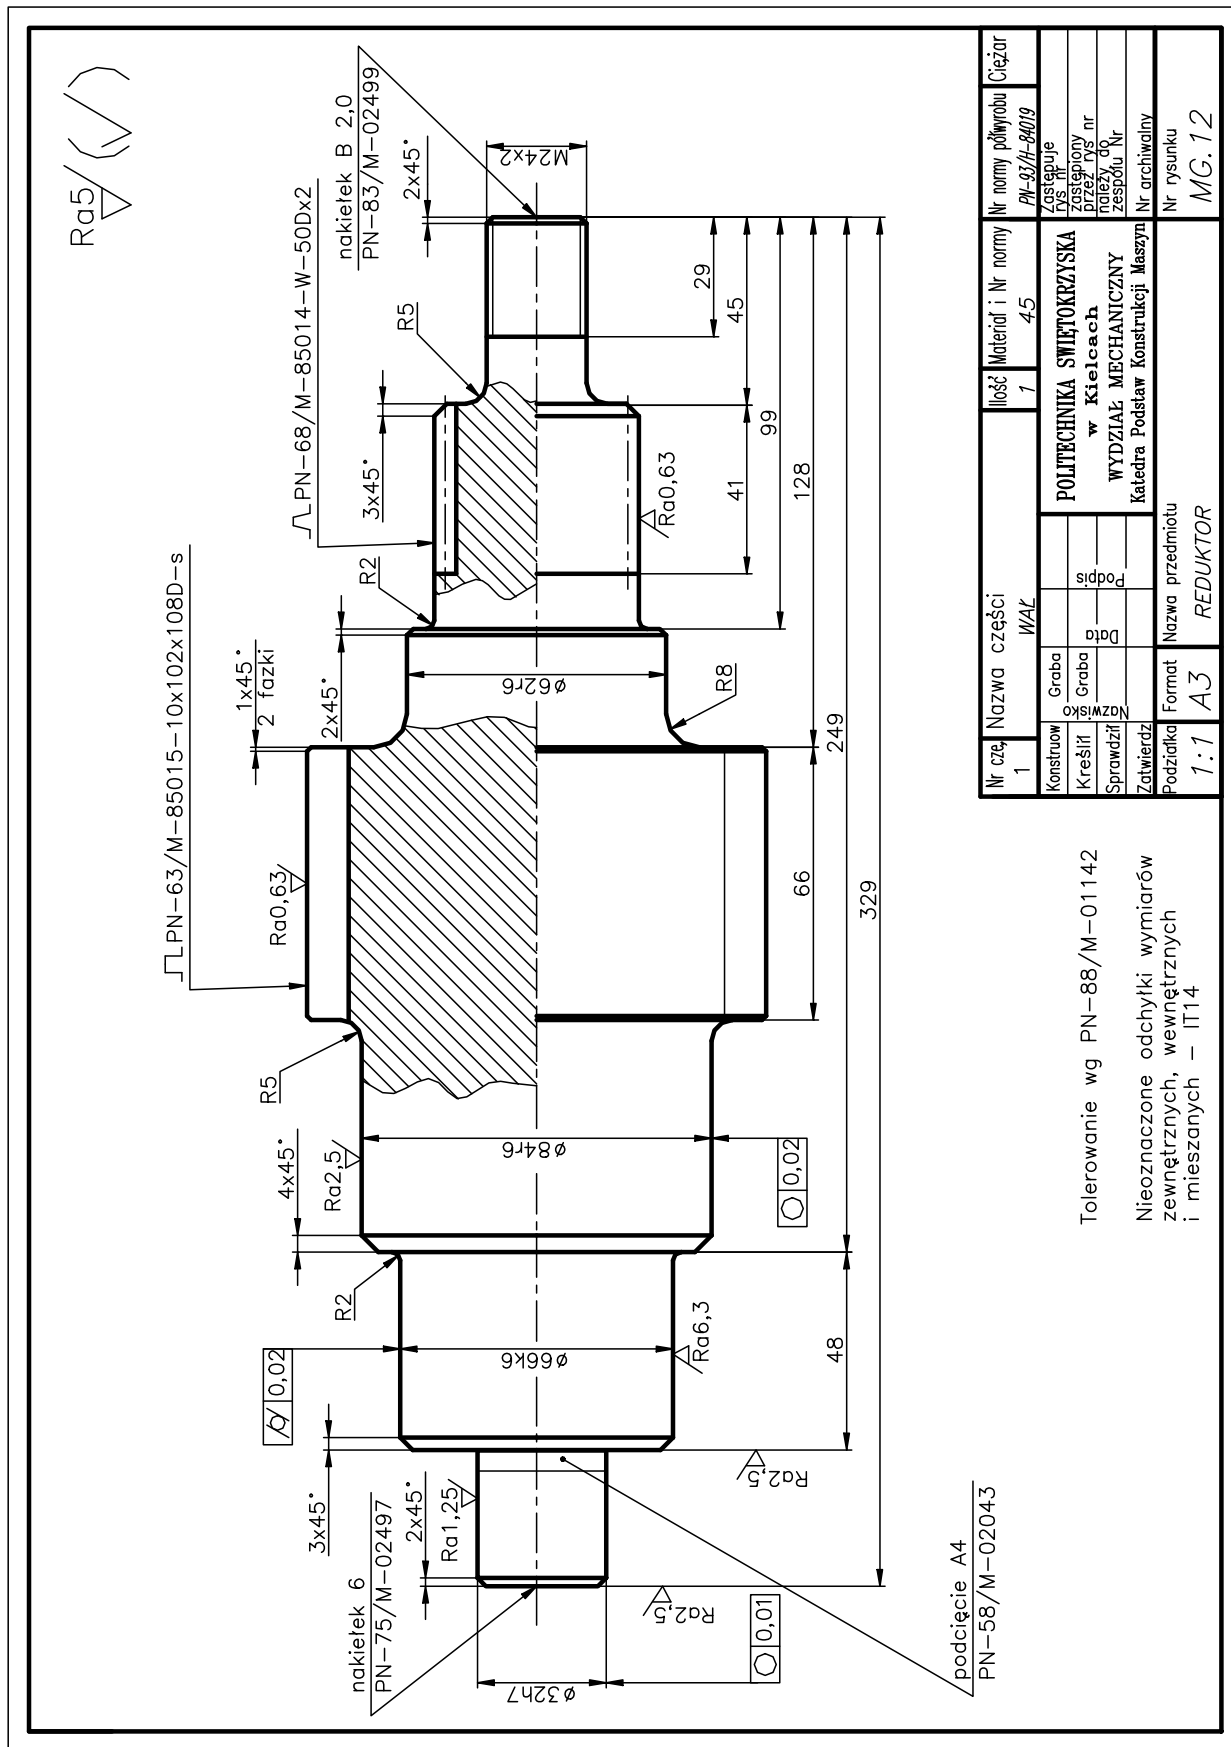 Ra5
nakiełek B 2,0
PN-83/M-02499
2x45°
M24x2
PN-68/M-85014-W-50Dx2
3x45°
R5
29
45
99
128
41
Ra0,63
R2
PN-63/M-85015-10x102x108D-s
1x45°
2 fazki
2x45°
ø62r6
R8
249
329
66
Ra0,63
R5
4x45°
Ra2,5
ø84r6
0,02
R2
0,02
ø66k6
Ra6,3
48
3x45°
nakiełek 6
PN-75/M-02497
2x45°
Ra1,25
Ra2,5
Ra2,5
ø32h7
0,01
podcięcie A4
PN-58/M-02043
Tolerowanie wg PN-88/M-01142
Nieoznaczone odchyłki wymiarów
zewnętrznych, wewnętrznych
i mieszanych - IT14
Nr czę. Nazwa części Ilość Materiał i Nr normy Nr normy półwyrobu Ciężar
1 WAŁ 1 45 PN-93/H-84019
Nazwisko Data Podpis
Konstruow Graba
Kreślił Graba
Sprawdził
Zatwierdz
POLITECHNIKA ŚWIĘTOKRZYSKA
w Kielcach
WYDZIAŁ MECHANICZNY
Katedra Podstaw Konstrukcji Maszyn
Zastępuje
rys nr
zastępiony
przez rys nr
należy do
zespołu Nr
Nr archiwalny
Podziałka Format Nazwa przedmiotu Nr rysunku
1:1 A3 REDUKTOR MG.12